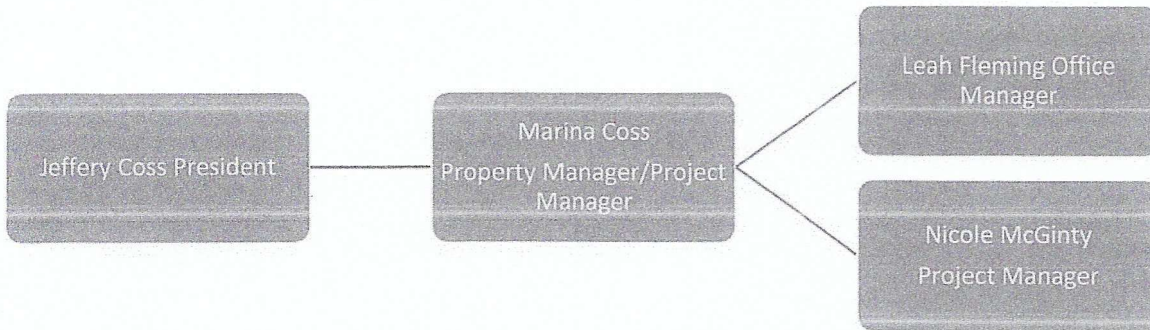 Jeffery Coss President
Marina Coss
Property Manager/Project
Manager
Leah Fleming Office
Manager
Nicole McGinty
Project Manager